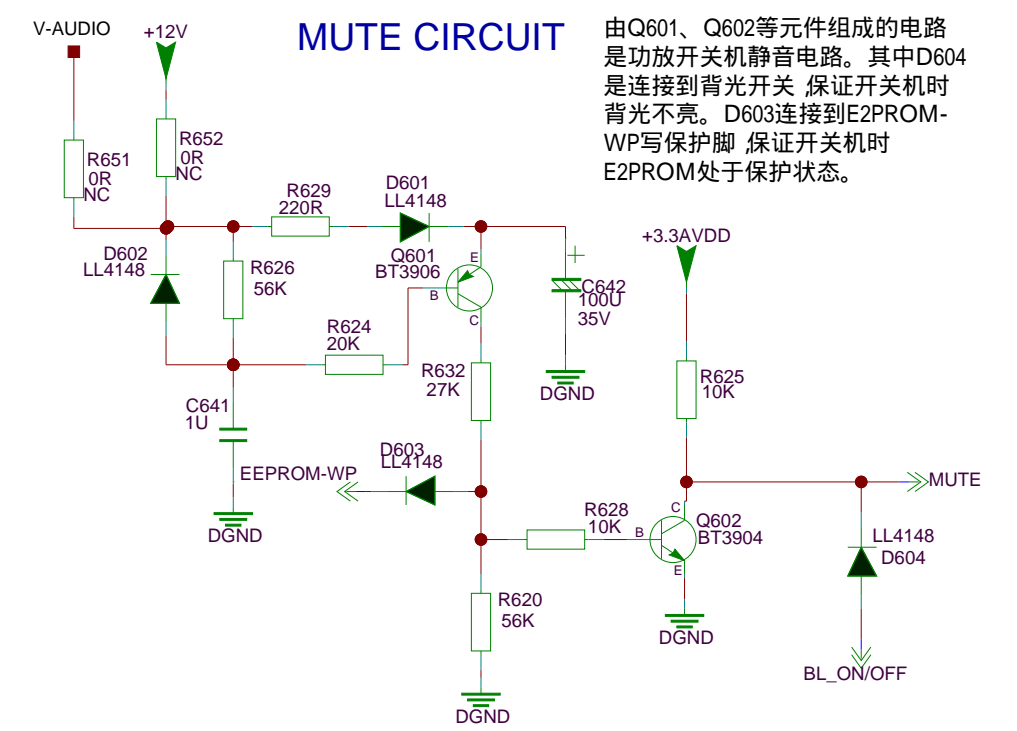 MUTE CIRCUIT
由Q601、Q602等元件组成的电路
是功放开关机静音电路。其中D604
是连接到背光开关 保证开关机时
背光不亮。D603连接到E2PROM-
WP写保护脚 保证开关机时
E2PROM处于保护状态。
V-AUDIO
+12V
R651
0R
NC
R652
0R
NC
R629
220R
D601
LL4148
D602
LL4148
R626
56K
Q601
BT3906
E
B
C
+
C642
100U
35V
DGND
+3.3AVDD
R624
20K
R632
27K
R625
10K
C641
1U
DGND
D603
LL4148
EEPROM-WP
MUTE
R628
10K
B
C
E
Q602
BT3904
DGND
LL4148
D604
BL_ON/OFF
R620
56K
DGND